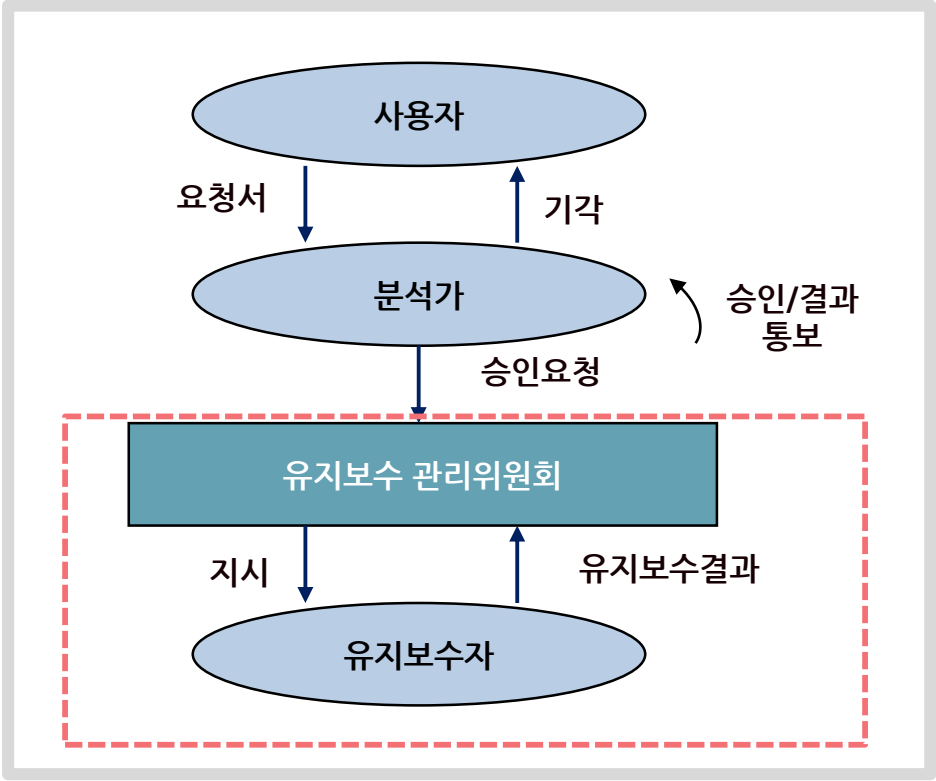 사용자
요청서
기각
분석가
승인/결과
통보
승인요청
유지보수 관리위원회
지시
유지보수결과
유지보수자